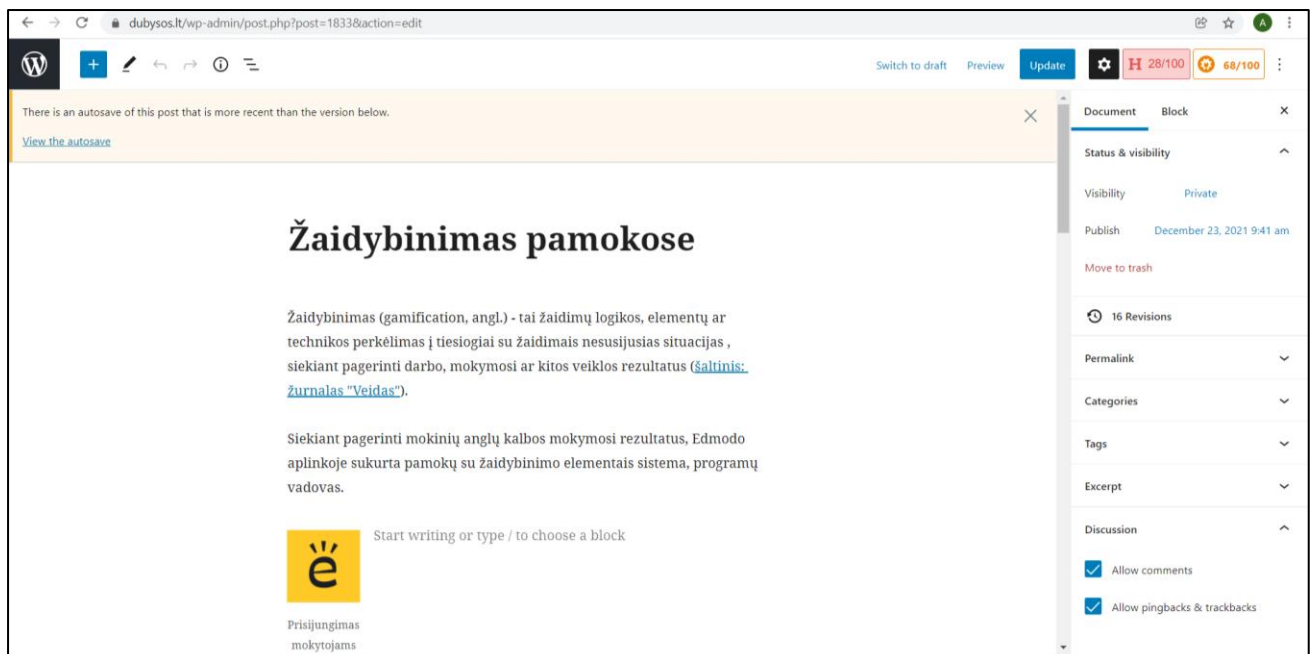 dubysos.lt/wp-admin/post.php?post=1833&action=edit
A
Switch to draft Preview Update H 28/100 68/100
There is an autosave of this post that is more recent than the version below.
View the autosave
Document Block
Status & visibility
Visibility Private
Publish December 23, 2021 9:41 am
Move to trash
16 Revisions
Permalink
Categories
Tags
Excerpt
Discussion
Allow comments
Allow pingbacks & trackbacks
Žaidybinimas pamokose
Žaidybinimas (gamification, angl.) - tai žaidimų logikos, elementų ar
technikos perkėlimas į tiesiogiai su žaidimais nesusijusias situacijas ,
siekiant pagerinti darbo, mokymosi ar kitos veiklos rezultatus (šaltinis:
žurnalas "Veidas").
Siekiant pagerinti mokinių anglų kalbos mokymosi rezultatus, Edmodo
aplinkoje sukurta pamokų su žaidybinimo elementais sistema, programų
vadovas.
ë
Start writing or type / to choose a block
Prisijungimas
mokytojams